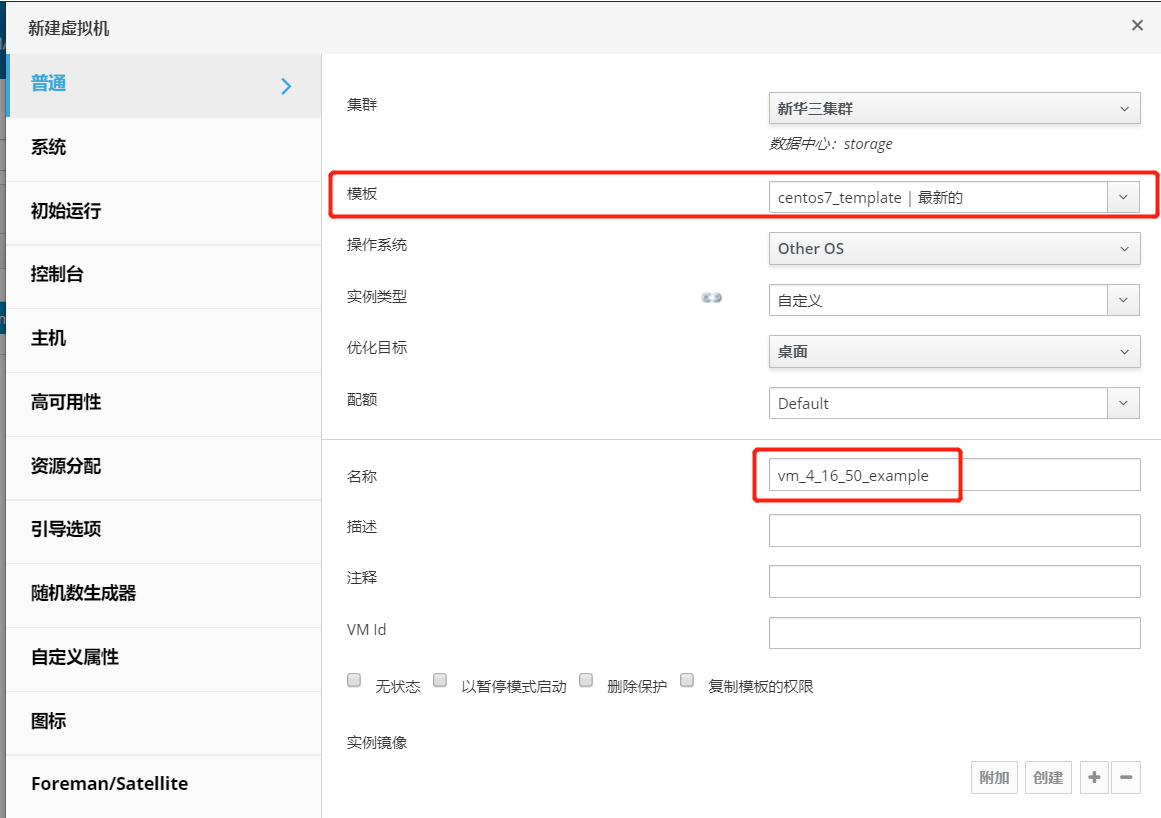 新建虚拟机
普通
系统
初始运行
控制台
主机
高可用性
资源分配
引导选项
随机数生成器
自定义属性
图标
Foreman/Satellite
集群 新华三集群
数据中心：storage
模板 centos7_template | 最新的
操作系统 Other OS
实例类型 自定义
优化目标 桌面
配额 Default
名称 vm_4_16_50_example
描述
注释
VM Id
无状态 以暂停模式启动 删除保护 复制模板的权限
实例镜像
附加 创建